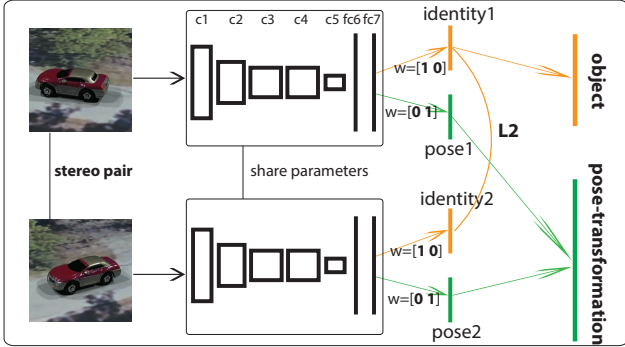 c1 c2 c3 c4 c5 fc6 fc7
identity1
w=[1 0]
object
w=[0 1]
pose1
L2
stereo pair
share parameters
identity2
w=[1 0]
pose-transformation
w=[0 1]
pose2